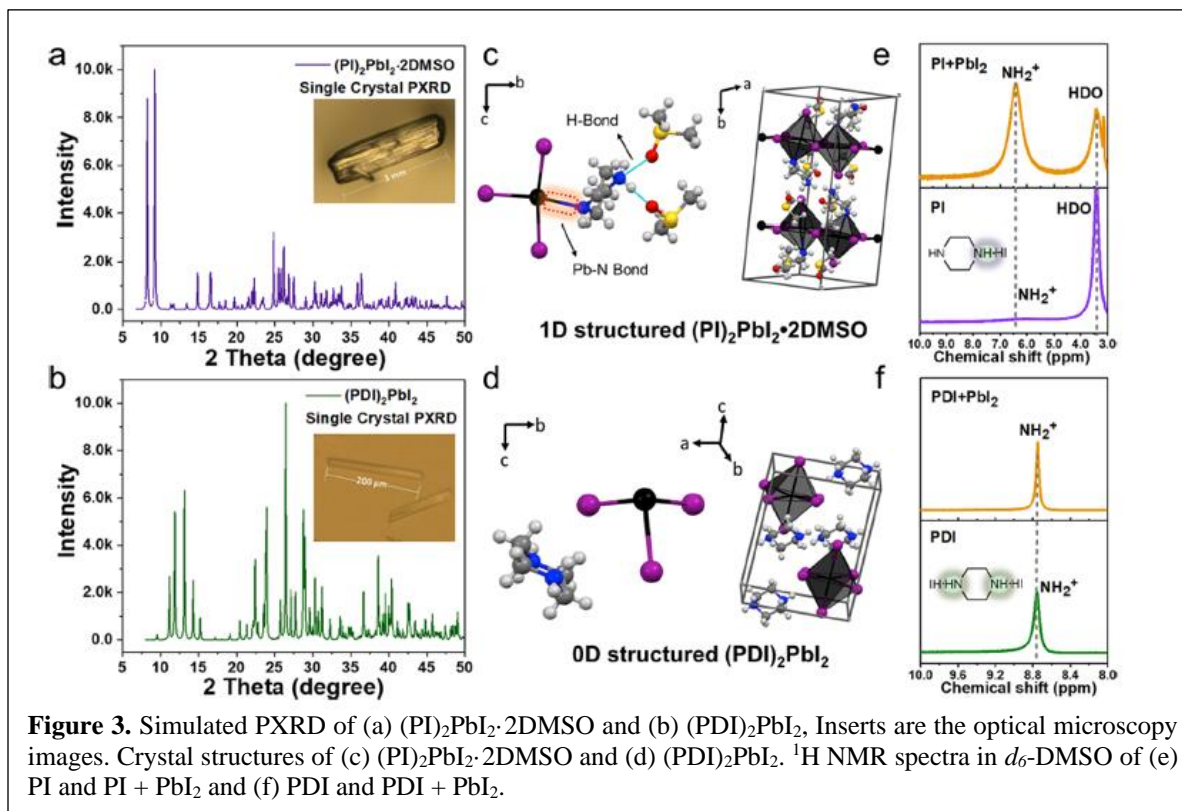 a
10.0k
8.0k
6.0k
4.0k
2.0k
0.0
Intensity
(PI)₂PbI₂·2DMSO
Single Crystal PXRD
3 mm
5 10 15 20 25 30 35 40 45 50
2 Theta (degree)
b
10.0k
8.0k
6.0k
4.0k
2.0k
0.0
Intensity
(PDI)₂PbI₂
Single Crystal PXRD
200 μm
5 10 15 20 25 30 35 40 45 50
2 Theta (degree)
c
b
c
H-Bond
Pb-N Bond
a
b
1D structured (PI)₂PbI₂•2DMSO
d
b
c
c
a
b
0D structured (PDI)₂PbI₂
e
PI+PbI₂
NH₂⁺
HDO
PI
HDO
HN NH·HI
NH₂⁺
10.0 9.0 8.0 7.0 6.0 5.0 4.0 3.0
Chemical shift (ppm)
f
PDI+PbI₂
NH₂⁺
PDI
IH·HN NH·HI
NH₂⁺
10.0 9.6 9.2 8.8 8.4 8.0
Chemical shift (ppm)
Figure 3. Simulated PXRD of (a) (PI)₂PbI₂·2DMSO and (b) (PDI)₂PbI₂, Inserts are the optical microscopy
images. Crystal structures of (c) (PI)₂PbI₂·2DMSO and (d) (PDI)₂PbI₂. ¹H NMR spectra in d₆-DMSO of (e)
PI and PI + PbI₂ and (f) PDI and PDI + PbI₂.